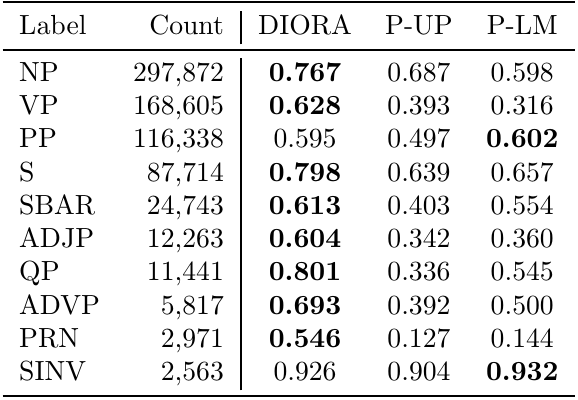 Label Count DIORA P-UP P-LM
NP 297,872 0.767 0.687 0.598
VP 168,605 0.628 0.393 0.316
PP 116,338 0.595 0.497 0.602
S 87,714 0.798 0.639 0.657
SBAR 24,743 0.613 0.403 0.554
ADJP 12,263 0.604 0.342 0.360
QP 11,441 0.801 0.336 0.545
ADVP 5,817 0.693 0.392 0.500
PRN 2,971 0.546 0.127 0.144
SINV 2,563 0.926 0.904 0.932